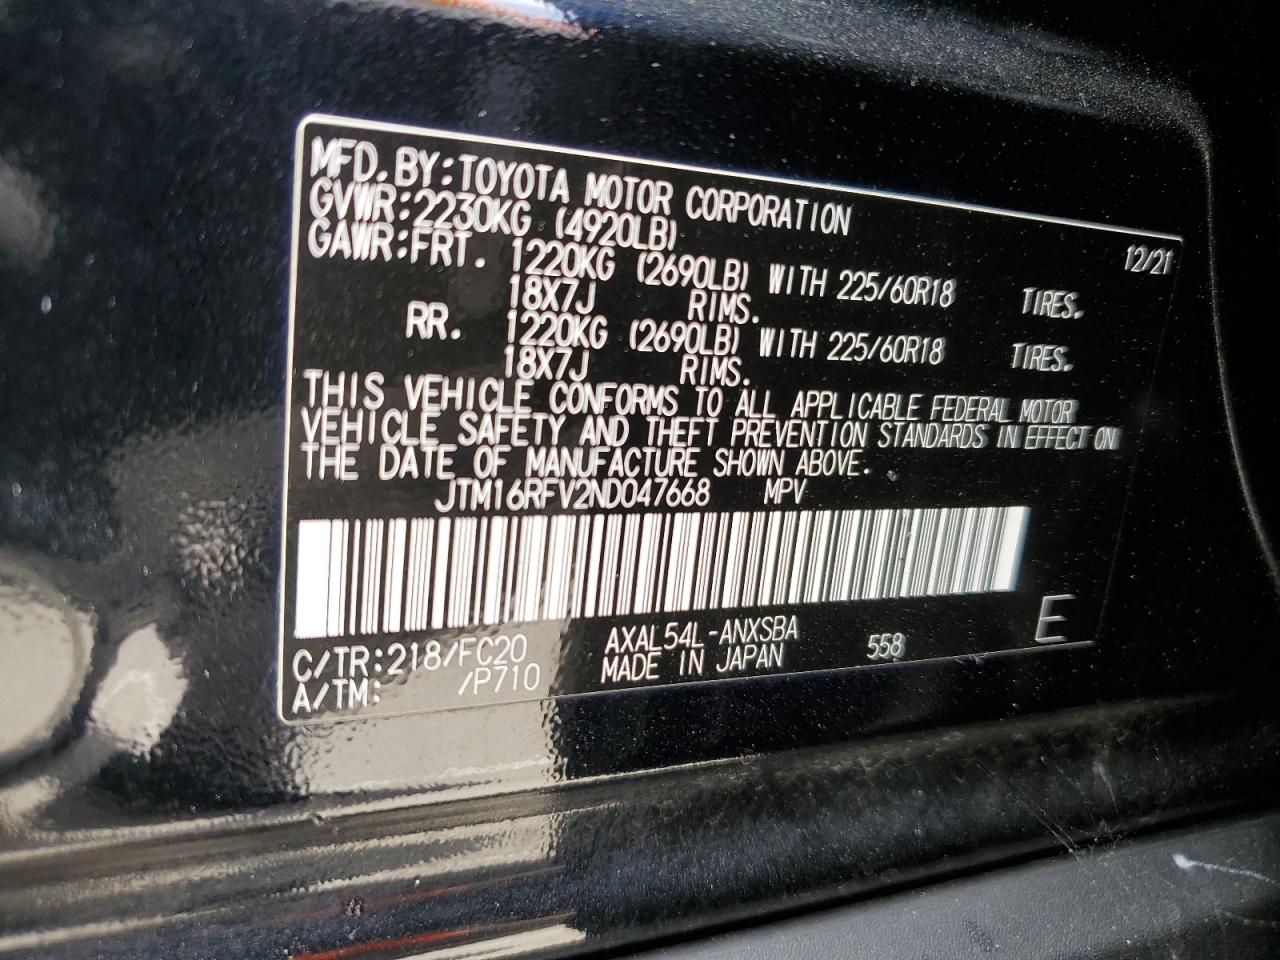 MFD.BY:TOYOTA MOTOR CORPORATION 12/21
GVWR:2230KG (4920LB)
GAWR:FRT. 1220KG (2690LB) WITH 225/60R18 TIRES.
18X7J RIMS.
RR. 1220KG (2690LB) WITH 225/60R18 TIRES.
18X7J RIMS.
THIS VEHICLE CONFORMS TO ALL APPLICABLE FEDERAL MOTOR
VEHICLE SAFETY AND THEFT PREVENTION STANDARDS IN EFFECT ON
THE DATE OF MANUFACTURE SHOWN ABOVE.
JTM16RFV2ND047668 MPV
C/TR:218/FC20 AXAL54L-ANXSBA 558 E
A/TM: /P710 MADE IN JAPAN